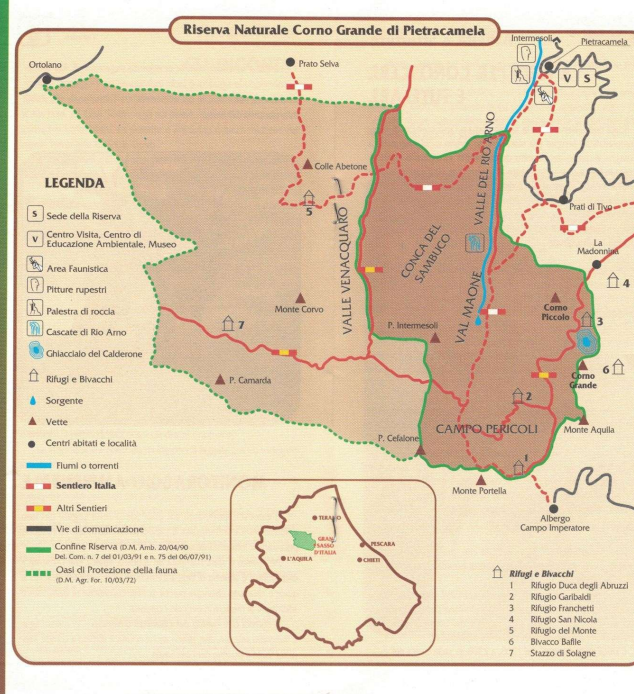 Riserva Naturale Corno Grande di Pietracamela
Ortolano
Prato Selva
Intermesoli
Pietracamela
V S
Colle Abetone
5
VALLE DEL RIO ARNO
Prati di Tivo
La
Madonnina
4
CONCA DEL
SAMBUCO
VALLE VENACQUARO
VAL MAONE
Monte Corvo
7
P. Intermesoli
Corno
Piccolo
3
P. Camarda
6
Corno
Grande
2
CAMPO PERICOLI
Monte Aquila
P. Cefalone
1
Monte Portella
Albergo
Campo Imperatore
LEGENDA
S Sede della Riserva
V Centro Visita, Centro di
Educazione Ambientale, Museo
Area Faunistica
Pitture rupestri
Palestra di roccia
Cascate di Rio Arno
Ghiacciaio del Calderone
Rifugi e Bivacchi
Sorgente
Vette
Centri abitati e località
Fiumi o torrenti
Sentiero Italia
Altri Sentieri
Vie di comunicazione
Confine Riserva (D.M. Amb. 20/04/90
Del. Com. n. 7 del 01/03/91 e n. 75 del 06/07/91)
Oasi di Protezione della fauna
(D.M. Agr. For. 10/03/72)
TERAMO
GRAN
SASSO
D'ITALIA
PESCARA
L'AQUILA
CHIETI
Rifugi e Bivacchi
1 Rifugio Duca degli Abruzzi
2 Rifugio Garibaldi
3 Rifugio Franchetti
4 Rifugio San Nicola
5 Rifugio del Monte
6 Bivacco Bafile
7 Stazzo di Solagne